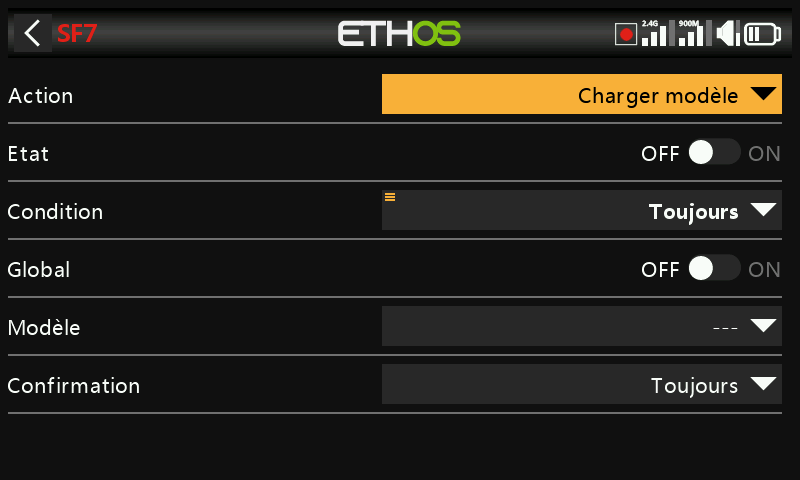 SF7
ETHOS
2.4G
900M
Action
Charger modèle
Etat
OFF ON
Condition
Toujours
Global
OFF ON
Modèle
---
Confirmation
Toujours